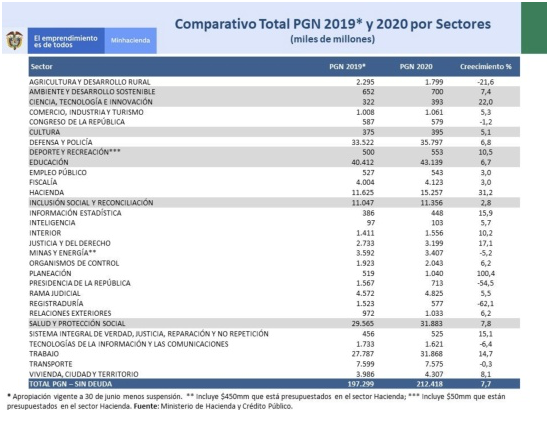 Comparativo Total PGN 2019* y 2020 por Sectores
(miles de millones)
El emprendimiento es de todos
Minhacienda
Sector PGN 2019* PGN 2020 Creecimiento %
AGRICULTURA Y DESARROLLO RURAL 2.295 1.799 -21,6
AMBIENTE Y DESARROLLO SOSTENIBLE 652 700 7,4
CIENCIA, TECNOLOGÍA E INNOVACIÓN 322 393 22,0
COMERCIO, INDUSTRIA Y TURISMO 1.008 1.061 5,3
CONGRESO DE LA REPÚBLICA 587 579 -1,2
CULTURA 375 395 5,1
DEFENSA Y POLICÍA 33.522 35.797 6,8
DEPORTE Y RECREACIÓN*** 500 553 10,5
EDUCACIÓN 40.412 43.139 6,7
EMPLEO PÚBLICO 527 543 3,0
FISCALÍA 4.004 4.123 3,0
HACIENDA 11.625 15.257 31,2
INCLUSIÓN SOCIAL Y RECONCILIACIÓN 11.047 11.356 2,8
INFORMACIÓN ESTADÍSTICA 386 448 15,9
INTELIGENCIA 97 103 5,7
INTERIOR 1.411 1.556 10,2
JUSTICIA Y DEL DERECHO 2.733 3.199 17,1
MINAS Y ENERGÍA** 3.592 3.407 -5,2
ORGANISMOS DE CONTROL 1.923 2.043 6,2
PLANEACIÓN 519 1.040 100,4
PRESIDENCIA DE LA REPÚBLICA 1.567 713 -54,5
RAMA JUDICIAL 4.572 4.825 5,5
REGISTRADURÍA 1.523 577 -62,1
RELACIONES EXTERIORES 972 1.033 6,2
SALUD Y PROTECCIÓN SOCIAL 29.565 31.883 7,8
SISTEMA INTEGRAL DE VERDAD, JUSTICIA, REPARACIÓN Y NO REPETICIÓN 456 525 15,1
TECNOLOGÍAS DE LA INFORMACIÓN Y LAS COMUNICACIONES 1.733 1.621 -6,4
TRABAJO 27.787 31.868 14,7
TRANSPORTE 7.599 7.575 -0,3
VIVIENDA, CIUDAD Y TERRITORIO 3.986 4.307 8,1
TOTAL PGN – SIN DEUDA 197.299 212.418 7,7
* Apropiación vigente a 30 de junio menos suspensión. ** Incluye $450mm que está presupuestados en el sector Hacienda; *** Incluye $50mm que están
presupuestados en el sector Hacienda. Fuente: Ministerio de Hacienda y Crédito Público.